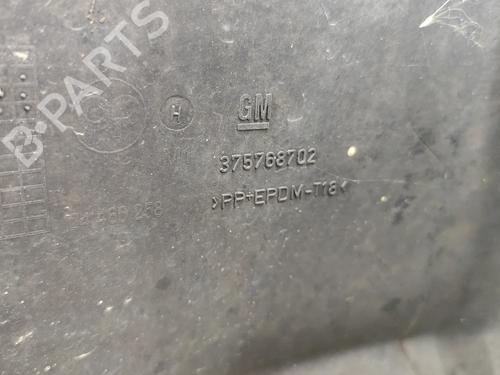 B-PARTS
H
GM
375768702
>PP+EPDM-T18<